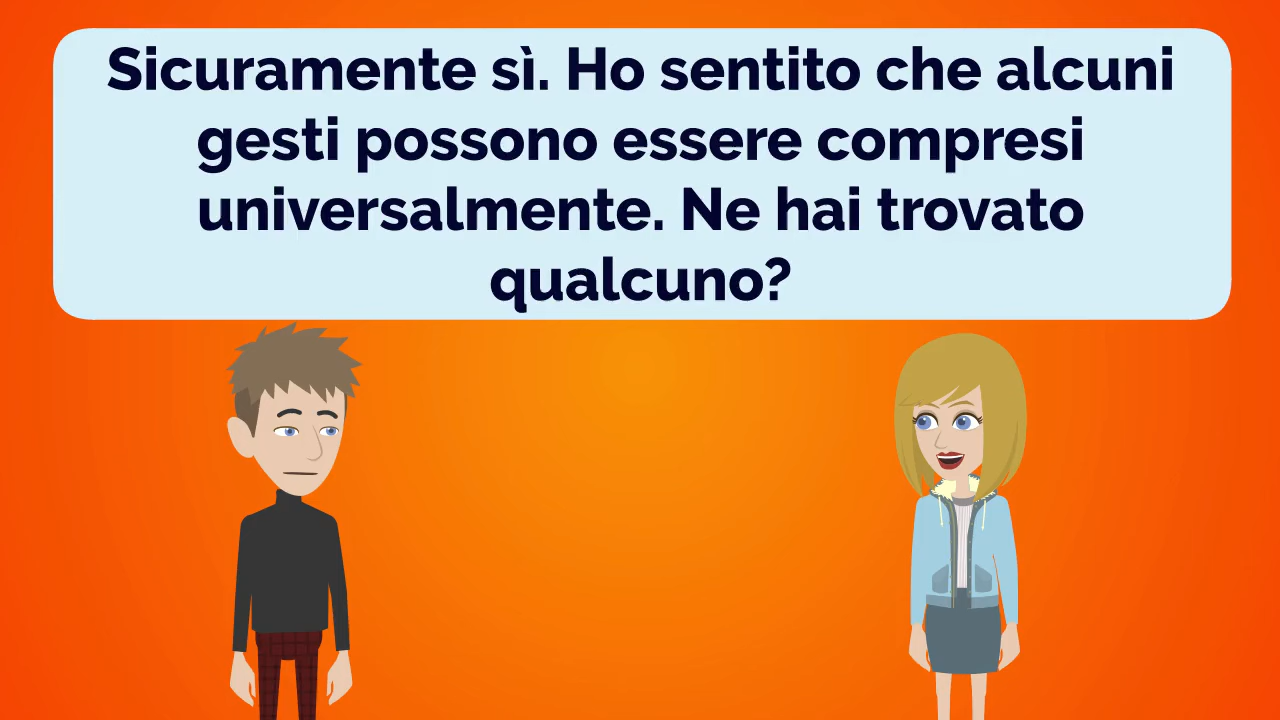 Sicuramente sì. Ho sentito che alcuni
gesti possono essere compresi
universalmente. Ne hai trovato
qualcuno?